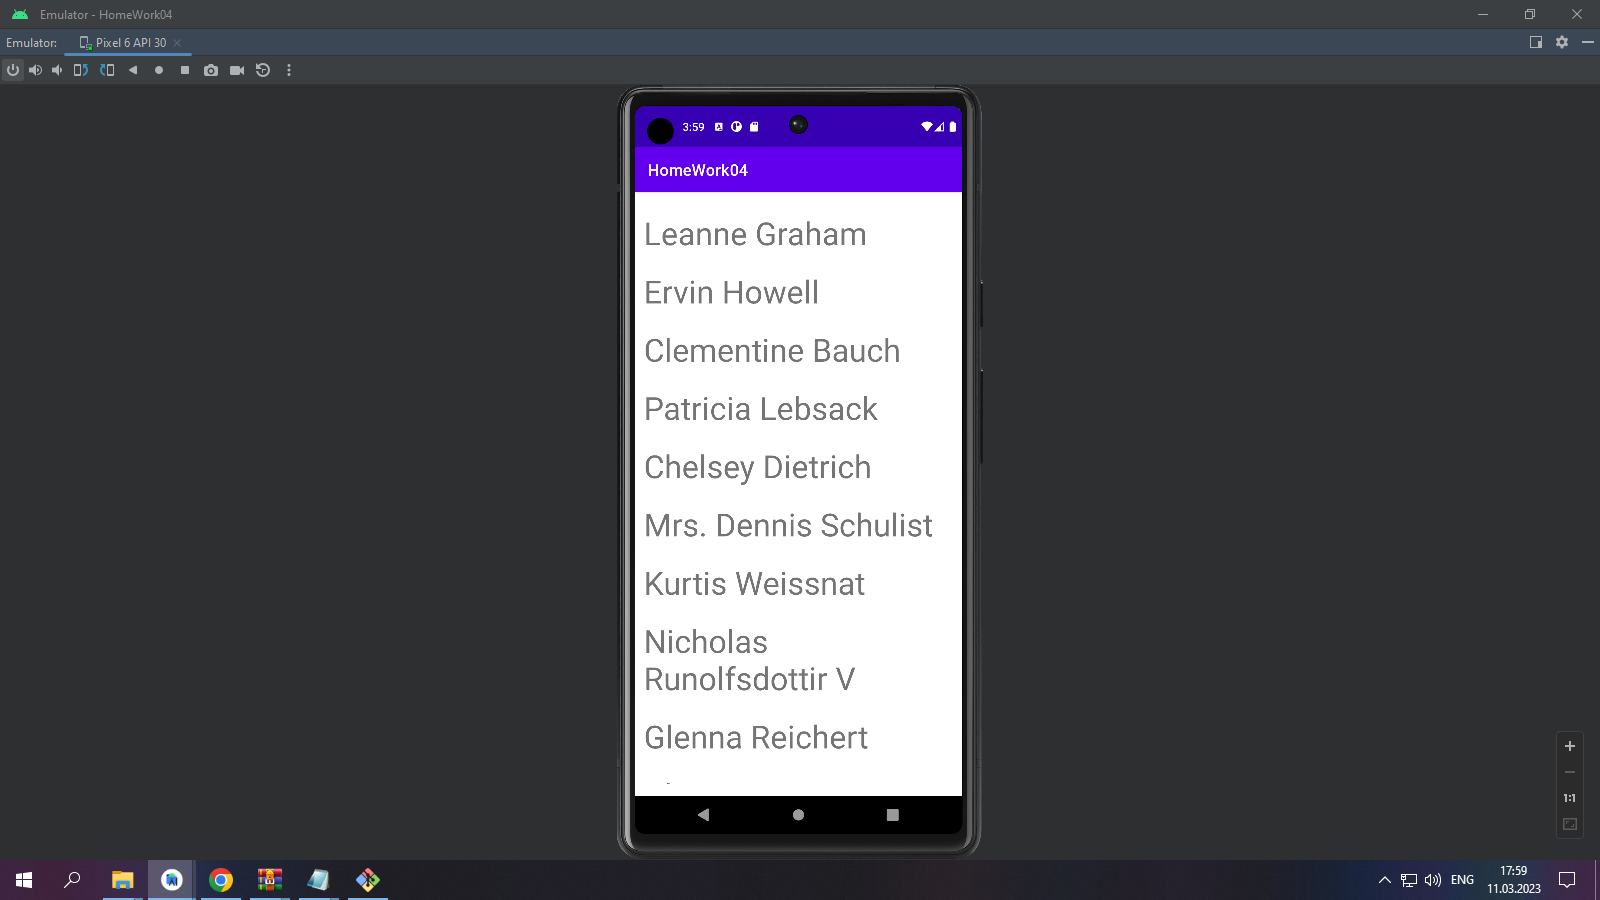 Emulator - HomeWork04
Emulator:
Pixel 6 API 30
3:59
HomeWork04
Leanne Graham
Ervin Howell
Clementine Bauch
Patricia Lebsack
Chelsey Dietrich
Mrs. Dennis Schulist
Kurtis Weissnat
Nicholas
Runolfsdottir V
Glenna Reichert
1:1
ENG
17:59
11.03.2023